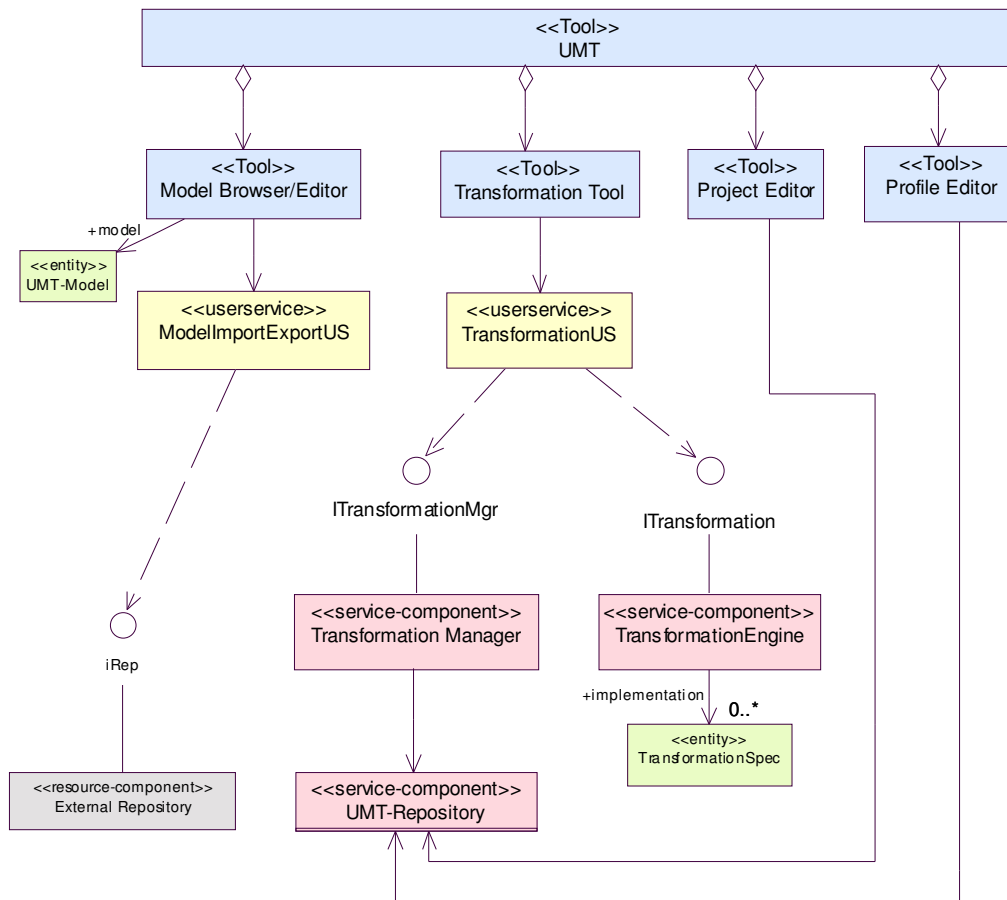 <<Tool>>
UMT
<<Tool>>
Model Browser/Editor
<<Tool>>
Transformation Tool
<<Tool>>
Project Editor
<<Tool>>
Profile Editor
+model
<<entity>>
UMT-Model
<<userservice>>
ModelImportExportUS
<<userservice>>
TransformationUS
ITransformationMgr
ITransformation
<<service-component>>
Transformation Manager
<<service-component>>
TransformationEngine
iRep
+implementation
0..*
<<entity>>
TransformationSpec
<<resource-component>>
External Repository
<<service-component>>
UMT-Repository